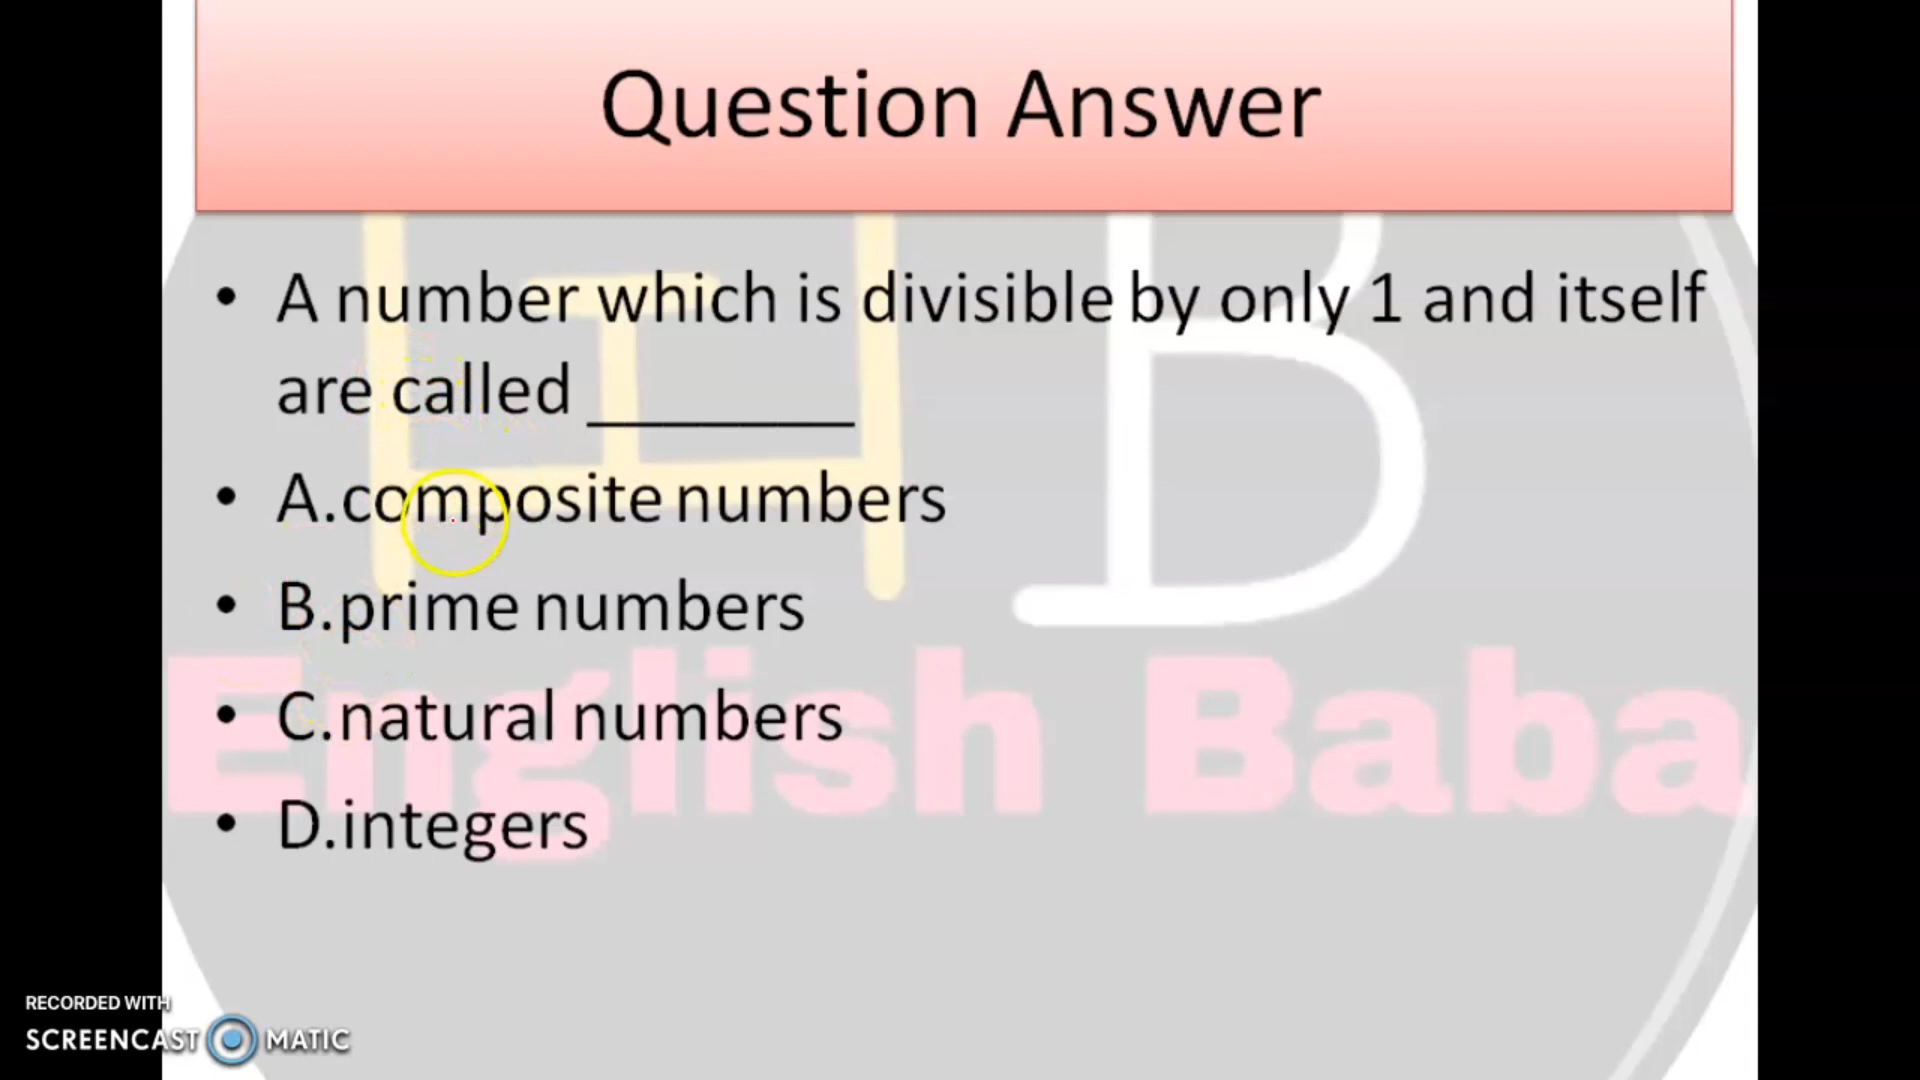 Question Answer
• A number which is divisible by only 1 and itself
are called ________
• A.composite numbers
• B.prime numbers
• C.natural numbers
• D.integers
English Baba
RECORDED WITH
SCREENCAST MATIC